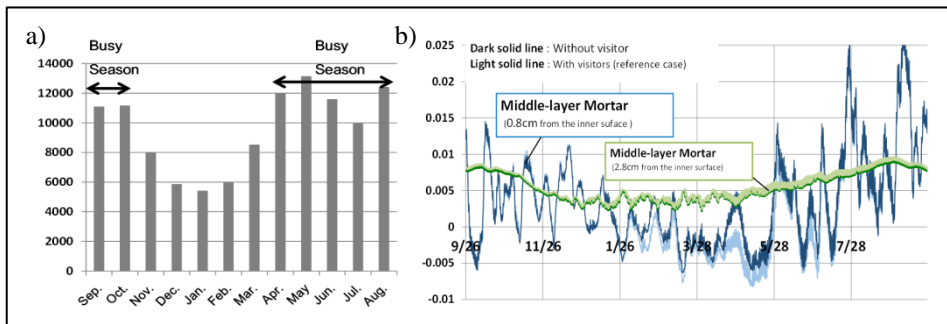 a)
Busy
Season
Busy
Season
14000
12000
10000
8000
6000
4000
2000
0
Sep.
Oct.
Nov.
Dec.
Jan.
Feb.
Mar.
Apr.
May
Jun.
Jul.
Aug.
b)
0.025
0.02
0.015
0.01
0.005
0
-0.005
-0.01
Dark solid line : Without visitor
Light solid line : With visitors (reference case)
Middle-layer Mortar
(0.8cm from the inner suface )
Middle-layer Mortar
(2.8cm from the inner surface)
9/26
11/26
1/26
3/28
5/28
7/28